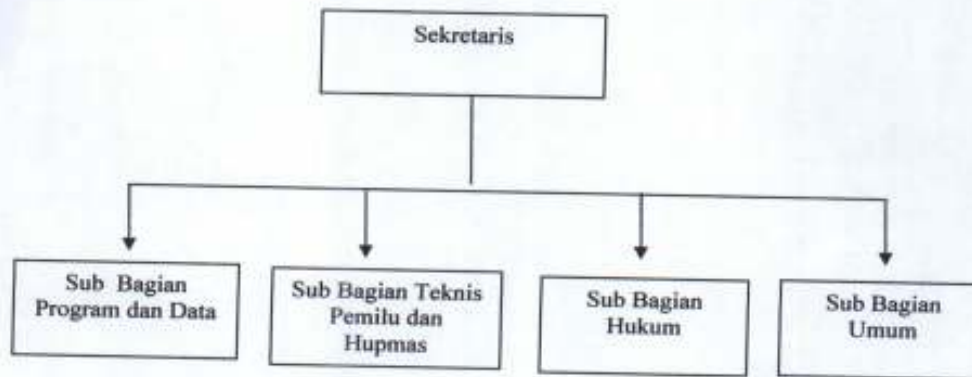 Sekretaris
Sub Bagian
Program dan Data
Sub Bagian Teknis
Pemilu dan
Hupmas
Sub Bagian
Hukum
Sub Bagian
Umum